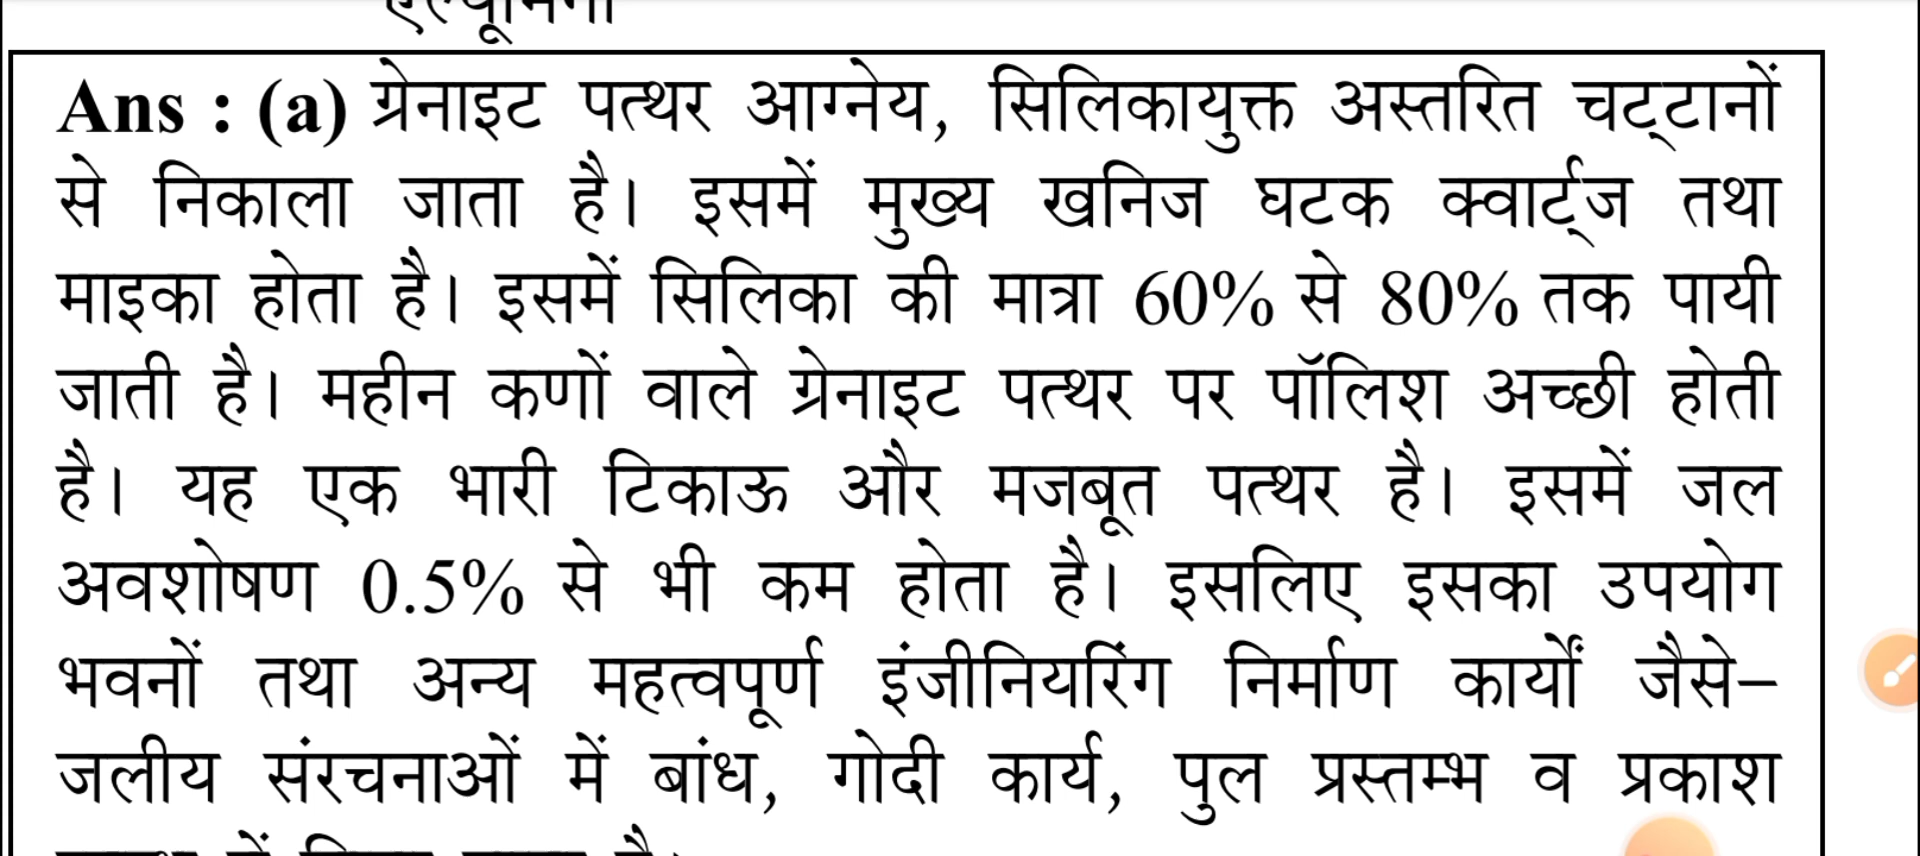 Ans : (a) ग्रेनाइट पत्थर आग्नेय, सिलिकायुक्त अस्तरित चट्टानों
से निकाला जाता है। इसमें मुख्य खनिज घटक क्वार्ट्ज तथा
माइका होता है। इसमें सिलिका की मात्रा 60% से 80% तक पायी
जाती है। महीन कणों वाले ग्रेनाइट पत्थर पर पॉलिश अच्छी होती
है। यह एक भारी टिकाऊ और मजबूत पत्थर है। इसमें जल
अवशोषण 0.5% से भी कम होता है। इसलिए इसका उपयोग
भवनों तथा अन्य महत्वपूर्ण इंजीनियरिंग निर्माण कार्यों जैसे–
जलीय संरचनाओं में बांध, गोदी कार्य, पुल प्रस्तम्भ व प्रकाश